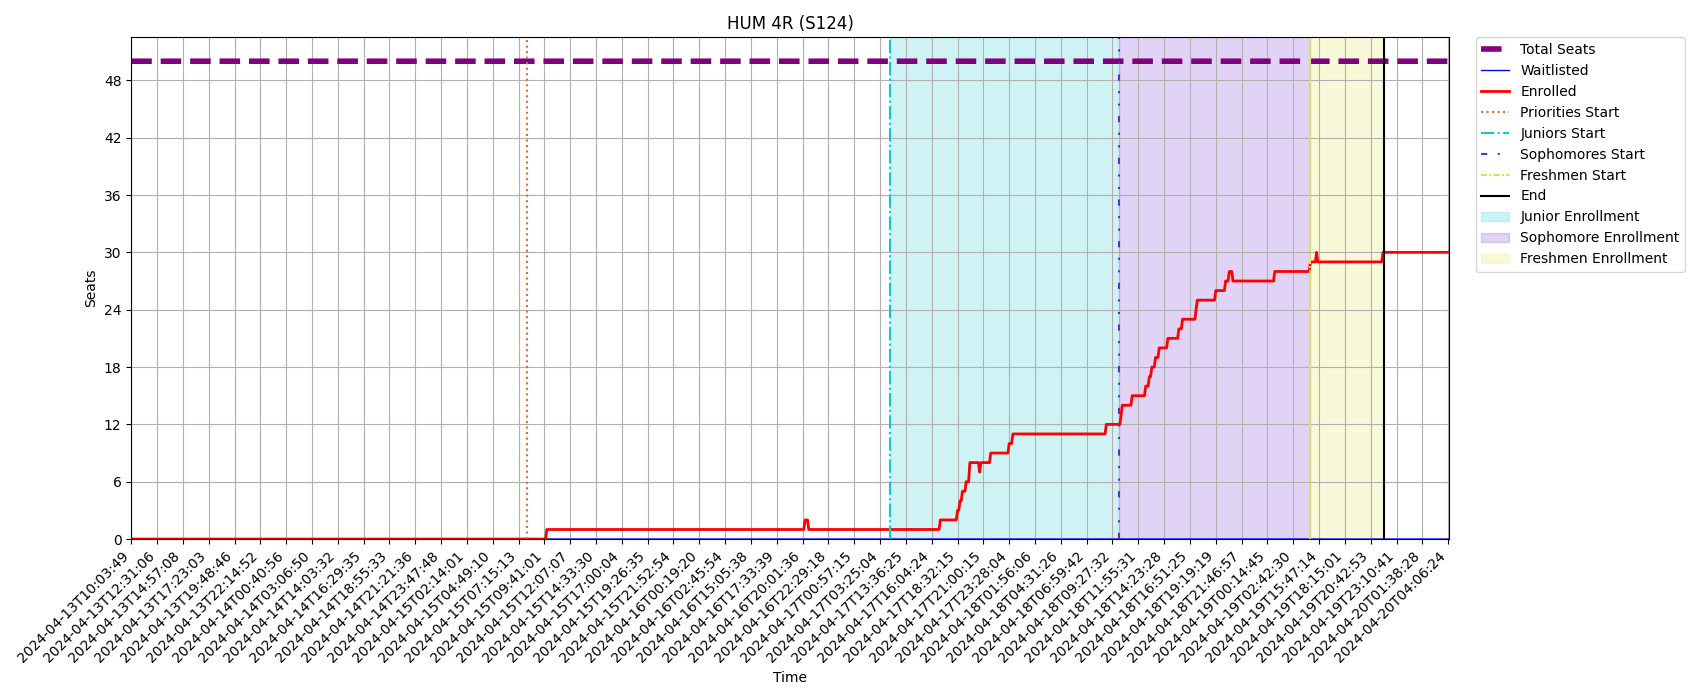 HUM 4R (S124)
Total Seats
Waitlisted
Enrolled
Priorities Start
Juniors Start
Sophomores Start
Freshmen Start
End
Junior Enrollment
Sophomore Enrollment
Freshmen Enrollment
Seats
48
42
36
30
24
18
12
6
0
2024-04-13T10:03:49
2024-04-13T12:31:06
2024-04-13T14:57:08
2024-04-13T17:23:03
2024-04-13T19:48:46
2024-04-13T22:14:52
2024-04-14T00:40:56
2024-04-14T03:06:50
2024-04-14T14:03:32
2024-04-14T16:29:35
2024-04-14T18:55:33
2024-04-14T21:21:36
2024-04-14T23:47:48
2024-04-15T02:14:01
2024-04-15T04:49:10
2024-04-15T07:15:13
2024-04-15T09:41:01
2024-04-15T12:07:07
2024-04-15T14:33:30
2024-04-15T17:00:04
2024-04-15T19:26:35
2024-04-15T21:52:54
2024-04-16T00:19:20
2024-04-16T02:45:54
2024-04-16T15:05:38
2024-04-16T17:33:39
2024-04-16T20:01:36
2024-04-16T22:29:18
2024-04-17T00:57:15
2024-04-17T03:25:04
2024-04-17T13:36:25
2024-04-17T16:04:24
2024-04-17T18:32:15
2024-04-17T21:00:15
2024-04-17T23:28:04
2024-04-18T01:56:06
2024-04-18T04:31:26
2024-04-18T06:59:42
2024-04-18T09:27:32
2024-04-18T11:55:31
2024-04-18T14:23:28
2024-04-18T16:51:25
2024-04-18T19:19:19
2024-04-18T21:46:57
2024-04-19T00:14:45
2024-04-19T02:42:30
2024-04-19T15:47:14
2024-04-19T18:15:01
2024-04-19T20:42:53
2024-04-19T23:10:41
2024-04-20T01:38:28
2024-04-20T04:06:24
Time